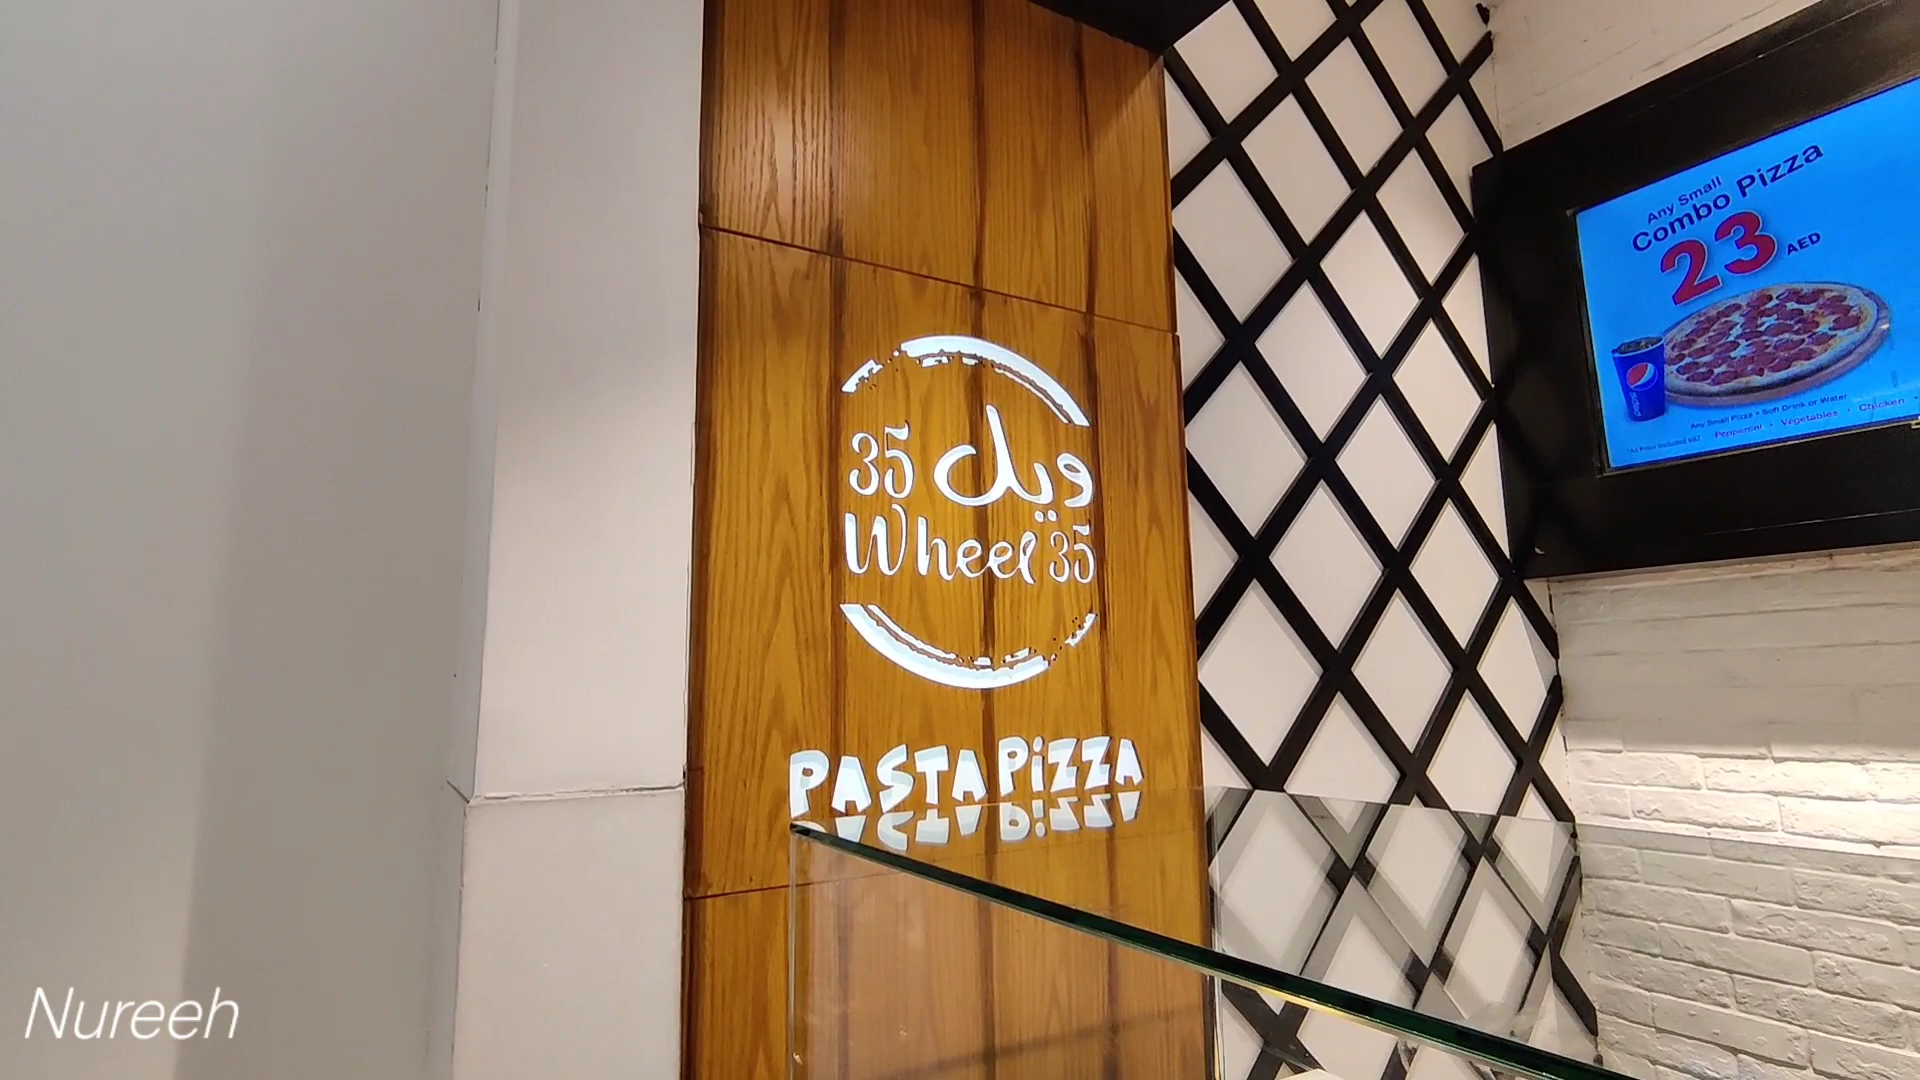 35 ويل
Wheel 35
PASTA PiZZA
Any Small
Combo Pizza
23 AED
Any Small Pizza + Soft Drink or Water
Pepperoni • Vegetables • Chicken •
Nureeh